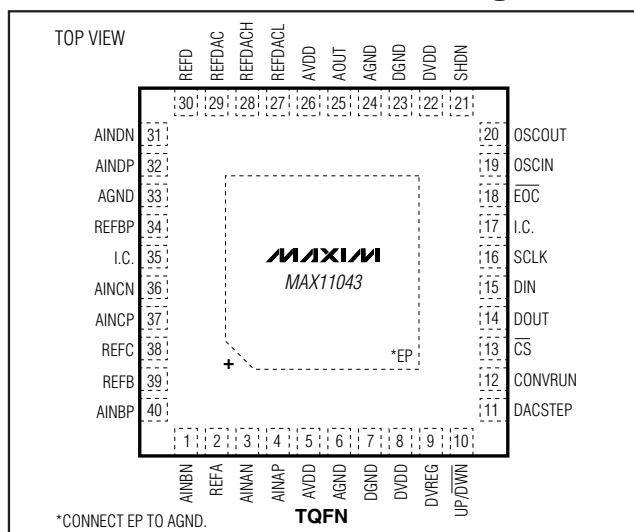 TOP VIEW
REFD
REFDAC
REFDACH
REFDACL
AVDD
AOUT
AGND
DGND
DVDD
SHDN
30 29 28 27 26 25 24 23 22 21
AINDN 31
AINDP 32
AGND 33
REFBP 34
I.C. 35
AINCN 36
AINCP 37
REFC 38
REFB 39
AINBP 40
MAXIM
MAX11043
*EP
+
20 OSCOUT
19 OSCIN
18 EOC
17 I.C.
16 SCLK
15 DIN
14 DOUT
13 CS
12 CONVRUN
11 DACSTEP
1 2 3 4 5 6 7 8 9 10
AINBN
REFA
AINAN
AINAP
AVDD
AGND
DGND
DVDD
DVREG
UP/DWN
*CONNECT EP TO AGND.
TQFN